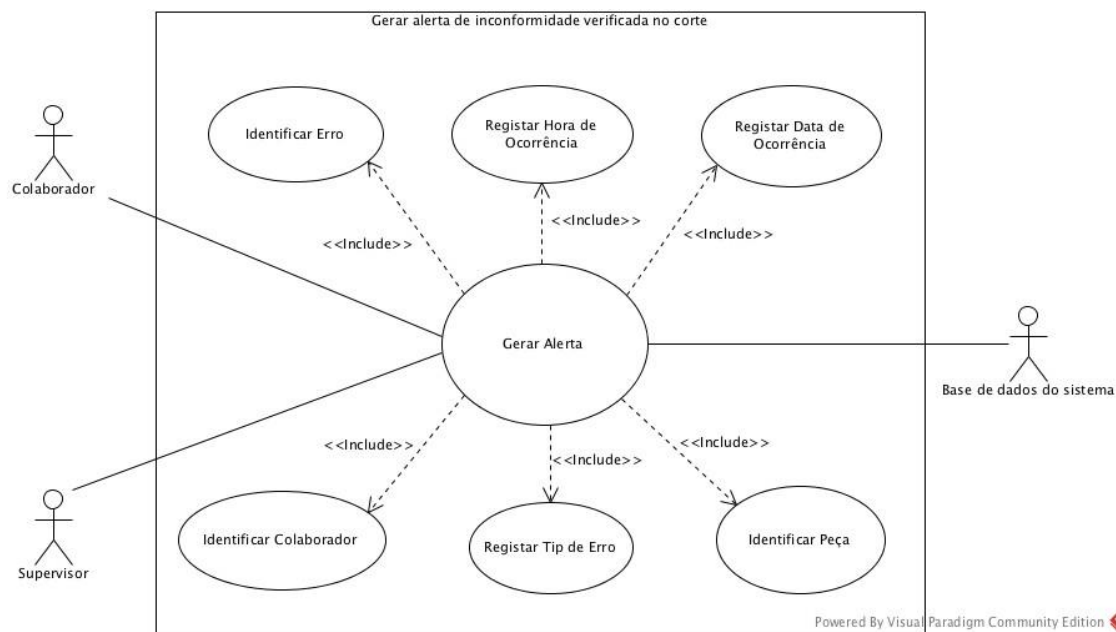 Gerar alerta de inconformidade verificada no corte
Identificar Erro
Registar Hora de
Ocorrência
Registar Data de
Ocorrência
Colaborador
<<Include>>
<<Include>>
<<Include>>
Gerar Alerta
Base de dados do sistema
<<Include>>
<<Include>>
<<Include>>
Identificar Colaborador
Registar Tip de Erro
Identificar Peça
Supervisor
Powered By Visual Paradigm Community Edition